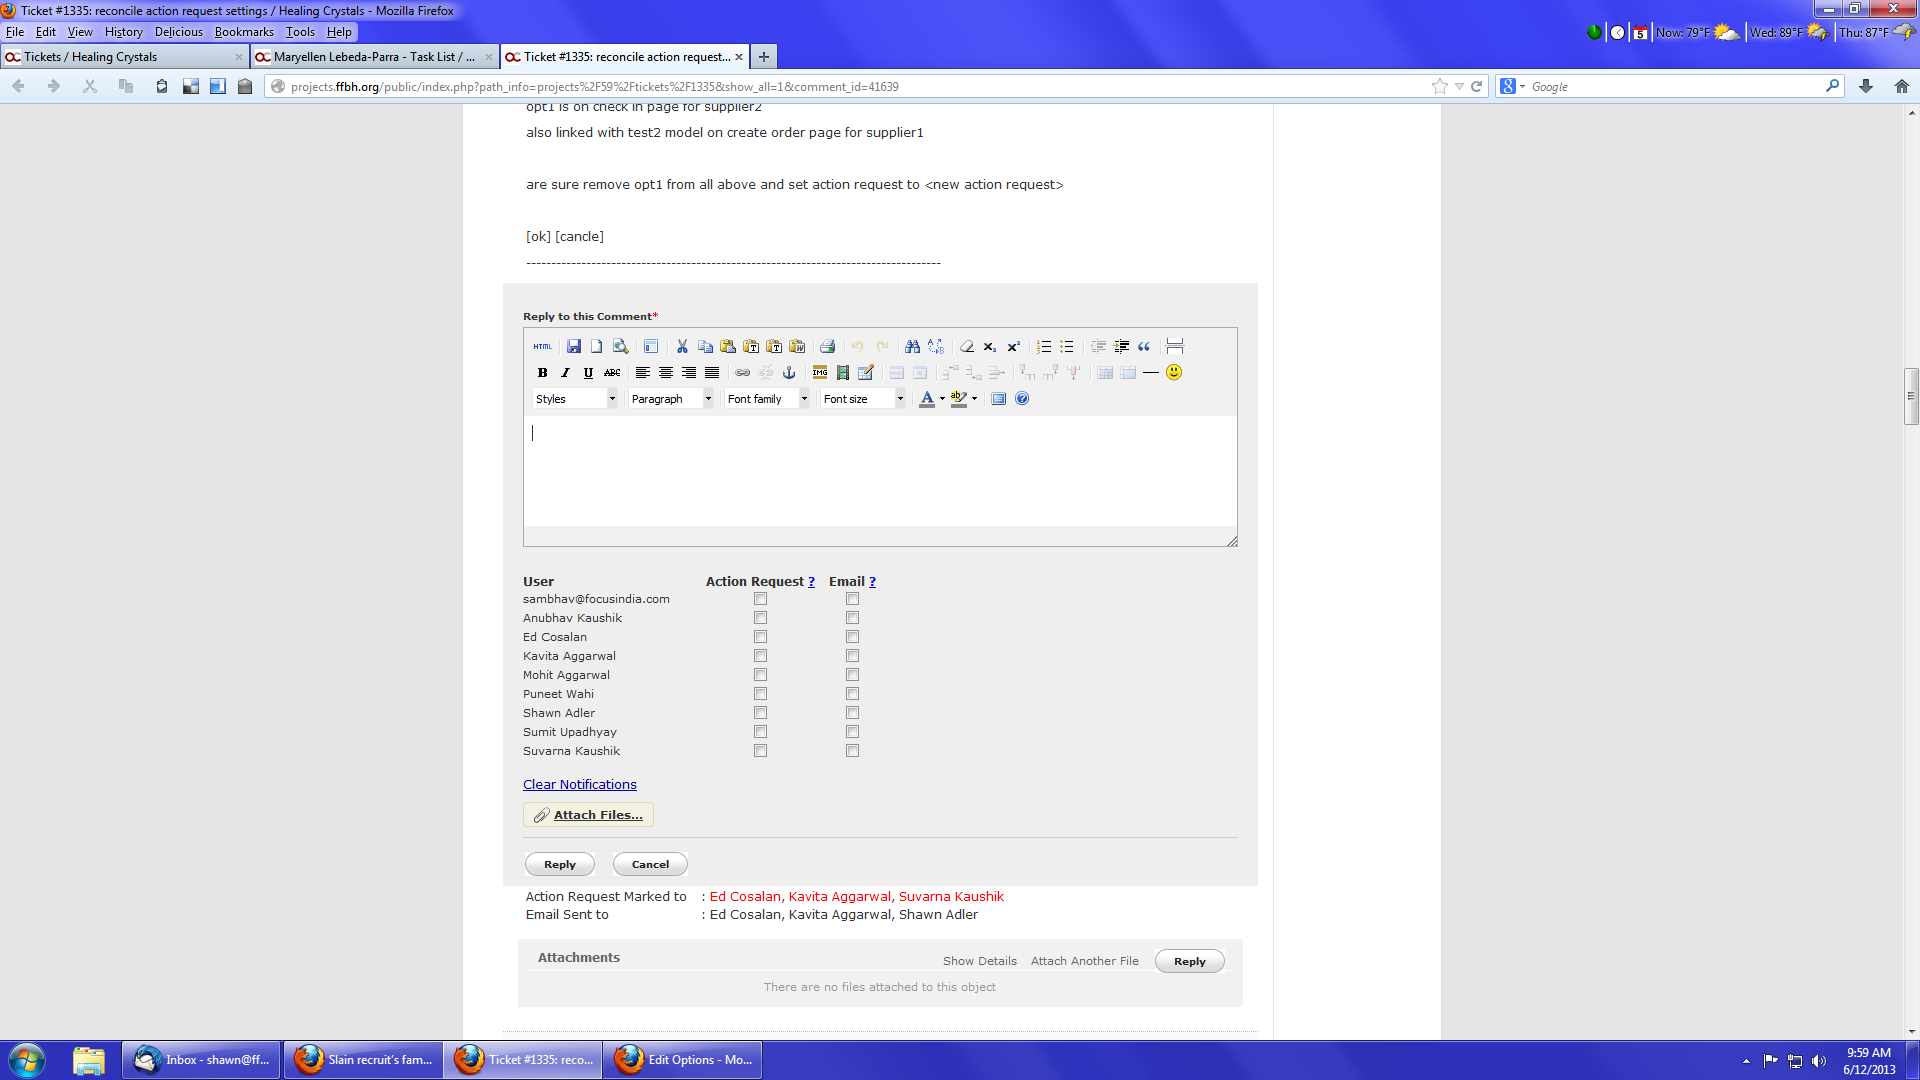 Ticket #1335: reconcile action request settings / Healing Crystals - Mozilla Firefox
File Edit View History Delicious Bookmarks Tools Help
5 Now: 79°F Wed: 89°F Thu: 87°F
Tickets / Healing Crystals
Maryellen Lebeda-Parra - Task List / ...
Ticket #1335: reconcile action request...
projects.ffbh.org/public/index.php?path_info=projects%2F59%2Ftickets%2F1335&show_all=1&comment_id=41639
Google
opt1 is on check in page for supplier2
also linked with test2 model on create order page for supplier1
are sure remove opt1 from all above and set action request to <new action request>
[ok] [cancle]
-----------------------------------------------------------------------------------
Reply to this Comment*
HTML
B I U ABC IMG
Styles Paragraph Font family Font size A ab
User Action Request ? Email ?
sambhav@focusindia.com
Anubhav Kaushik
Ed Cosalan
Kavita Aggarwal
Mohit Aggarwal
Puneet Wahi
Shawn Adler
Sumit Upadhyay
Suvarna Kaushik
Clear Notifications
Attach Files...
Reply Cancel
Action Request Marked to : Ed Cosalan, Kavita Aggarwal, Suvarna Kaushik
Email Sent to : Ed Cosalan, Kavita Aggarwal, Shawn Adler
Attachments Show Details Attach Another File Reply
There are no files attached to this object
Inbox - shawn@ff...
Slain recruit's fam...
Ticket #1335: reco...
Edit Options - Mo...
9:59 AM
6/12/2013